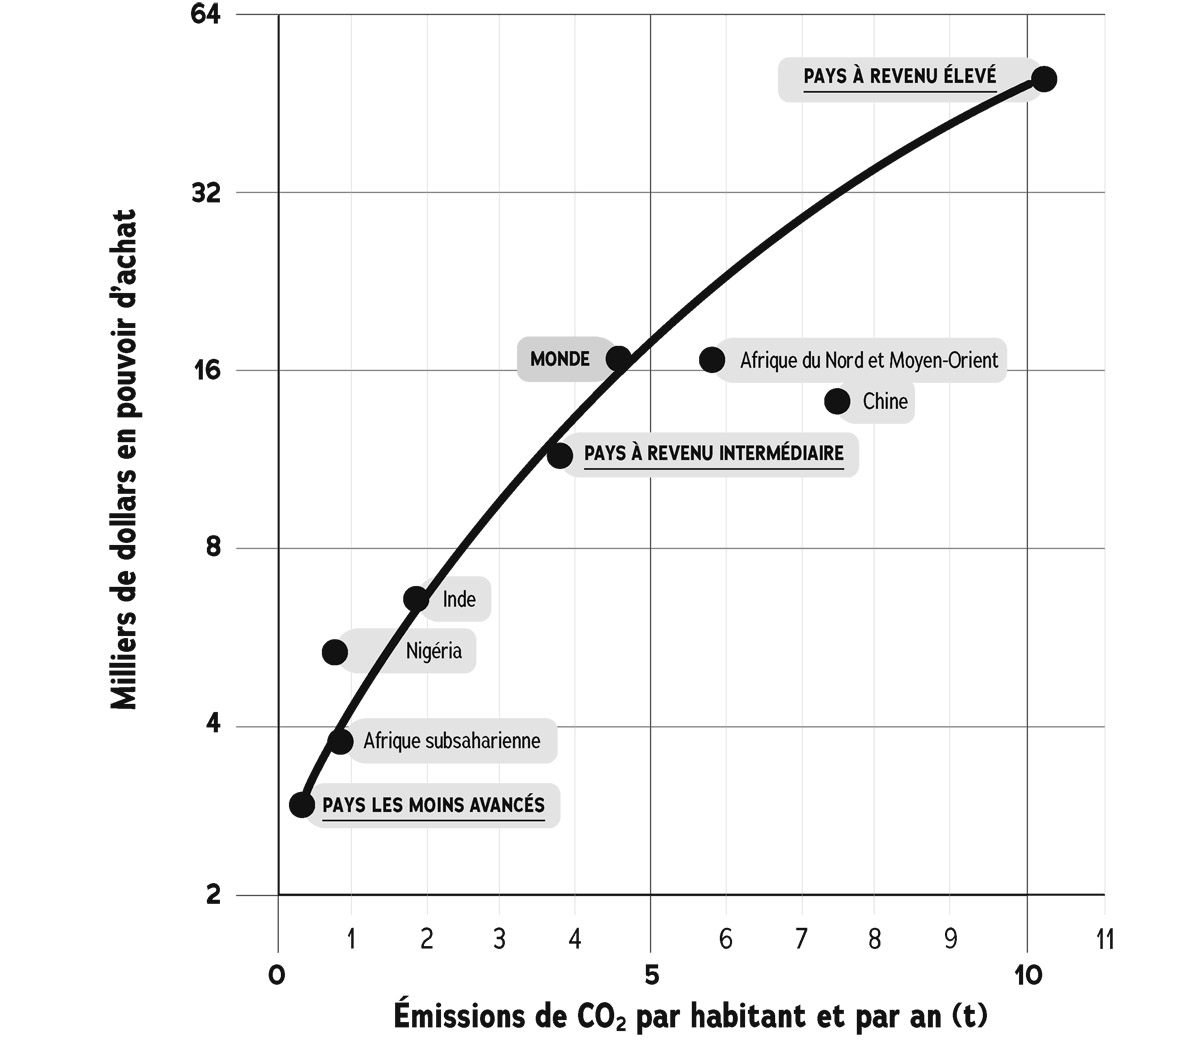 64
PAYS À REVENU ÉLEVÉ
32
Milliers de dollars en pouvoir d'achat
MONDE
Afrique du Nord et Moyen-Orient
16
Chine
PAYS À REVENU INTERMÉDIAIRE
8
Inde
Nigéria
4
Afrique subsaharienne
PAYS LES MOINS AVANCÉS
2
1 2 3 4 6 7 8 9 11
0 5 10
Émissions de CO₂ par habitant et par an (t)